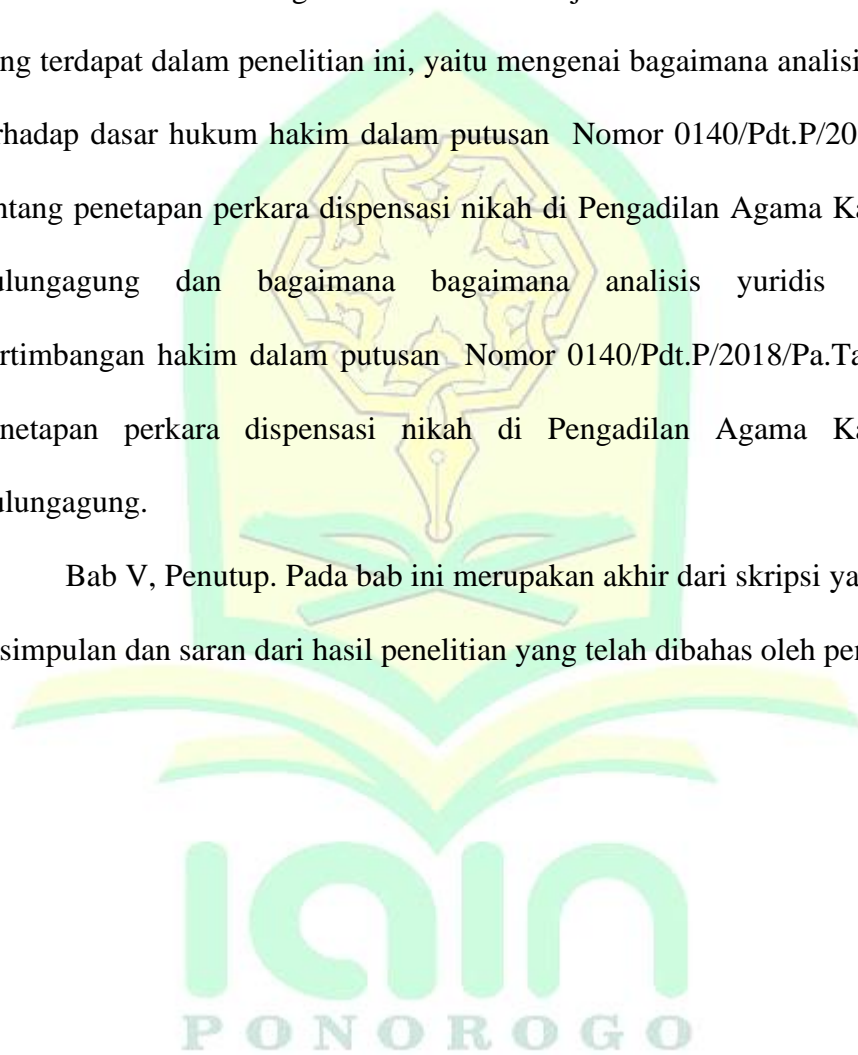 ng terdapat dalam penelitian ini, yaitu mengenai bagaimana analisi
rhadap dasar hukum hakim dalam putusan Nomor 0140/Pdt.P/20
ntang penetapan perkara dispensasi nikah di Pengadilan Agama Ka
ulungagung dan bagaimana bagaimana analisis yuridis
rtimbangan hakim dalam putusan Nomor 0140/Pdt.P/2018/Pa.Ta
netapan perkara dispensasi nikah di Pengadilan Agama Ka
ulungagung.
Bab V, Penutup. Pada bab ini merupakan akhir dari skripsi ya
simpulan dan saran dari hasil penelitian yang telah dibahas oleh per
iain
PONOROGO